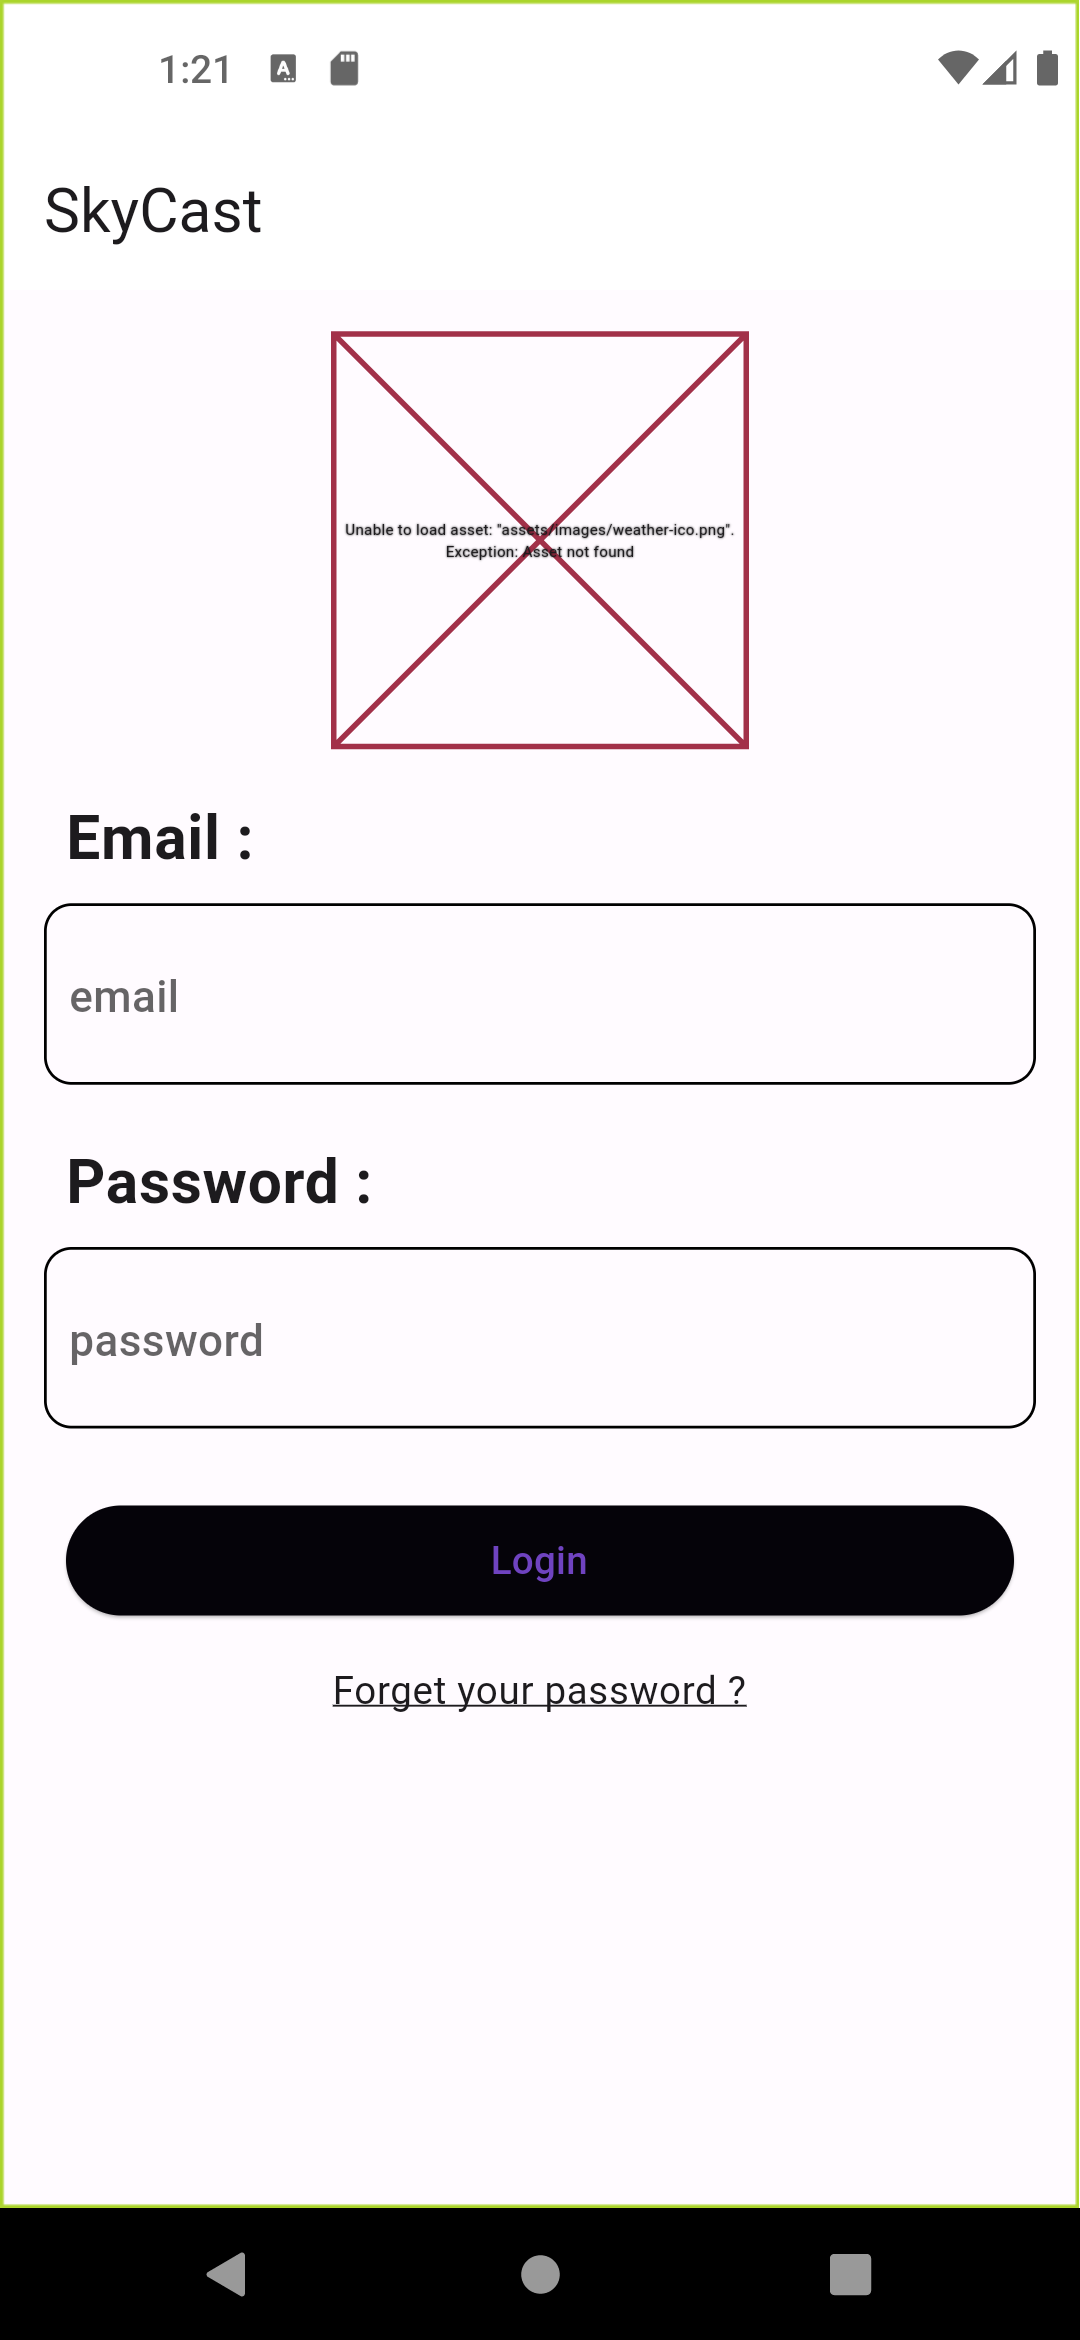 1:21
SkyCast
Unable to load asset: "assets/images/weather-ico.png".
Exception: Asset not found
Email :
email
Password :
password
Login
Forget your password ?